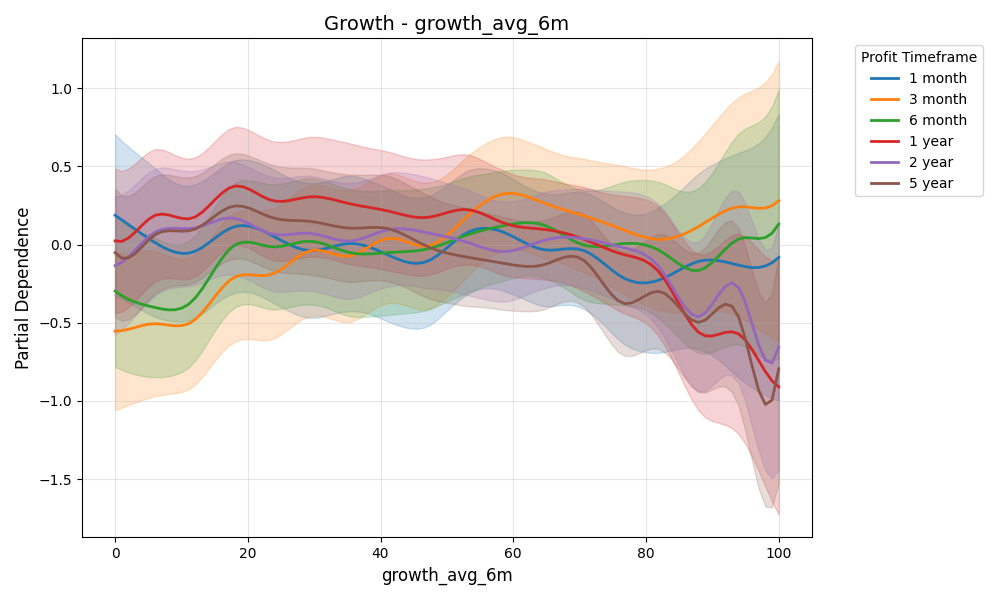 Growth - growth_avg_6m
Profit Timeframe
1 month
3 month
6 month
1 year
2 year
5 year
Partial Dependence
1.0
0.5
0.0
−0.5
−1.0
−1.5
0
20
40
60
80
100
growth_avg_6m